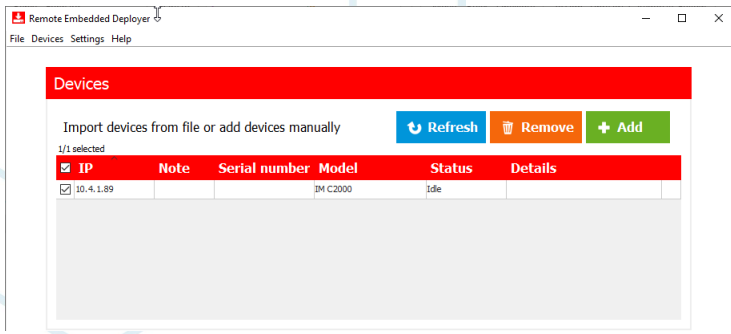 Remote Embedded Deployer
File Devices Settings Help
Devices
Import devices from file or add devices manually
Refresh Remove Add
1/1 selected
IP Note Serial number Model Status Details
10.4.1.89 IM C2000 Idle